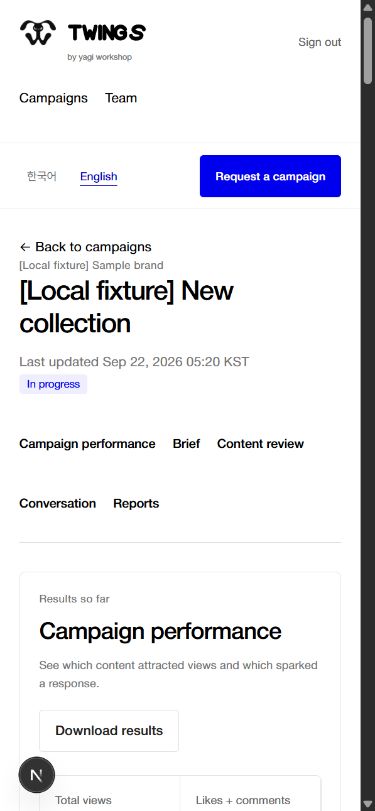 TWINGS
by yagi workshop
Sign out
Campaigns Team
한국어 English Request a campaign
← Back to campaigns
[Local fixture] Sample brand
[Local fixture] New
collection
Last updated Sep 22, 2026 05:20 KST
In progress
Campaign performance Brief Content review
Conversation Reports
Results so far
Campaign performance
See which content attracted views and which sparked
a response.
Download results
N
Total views Likes + comments